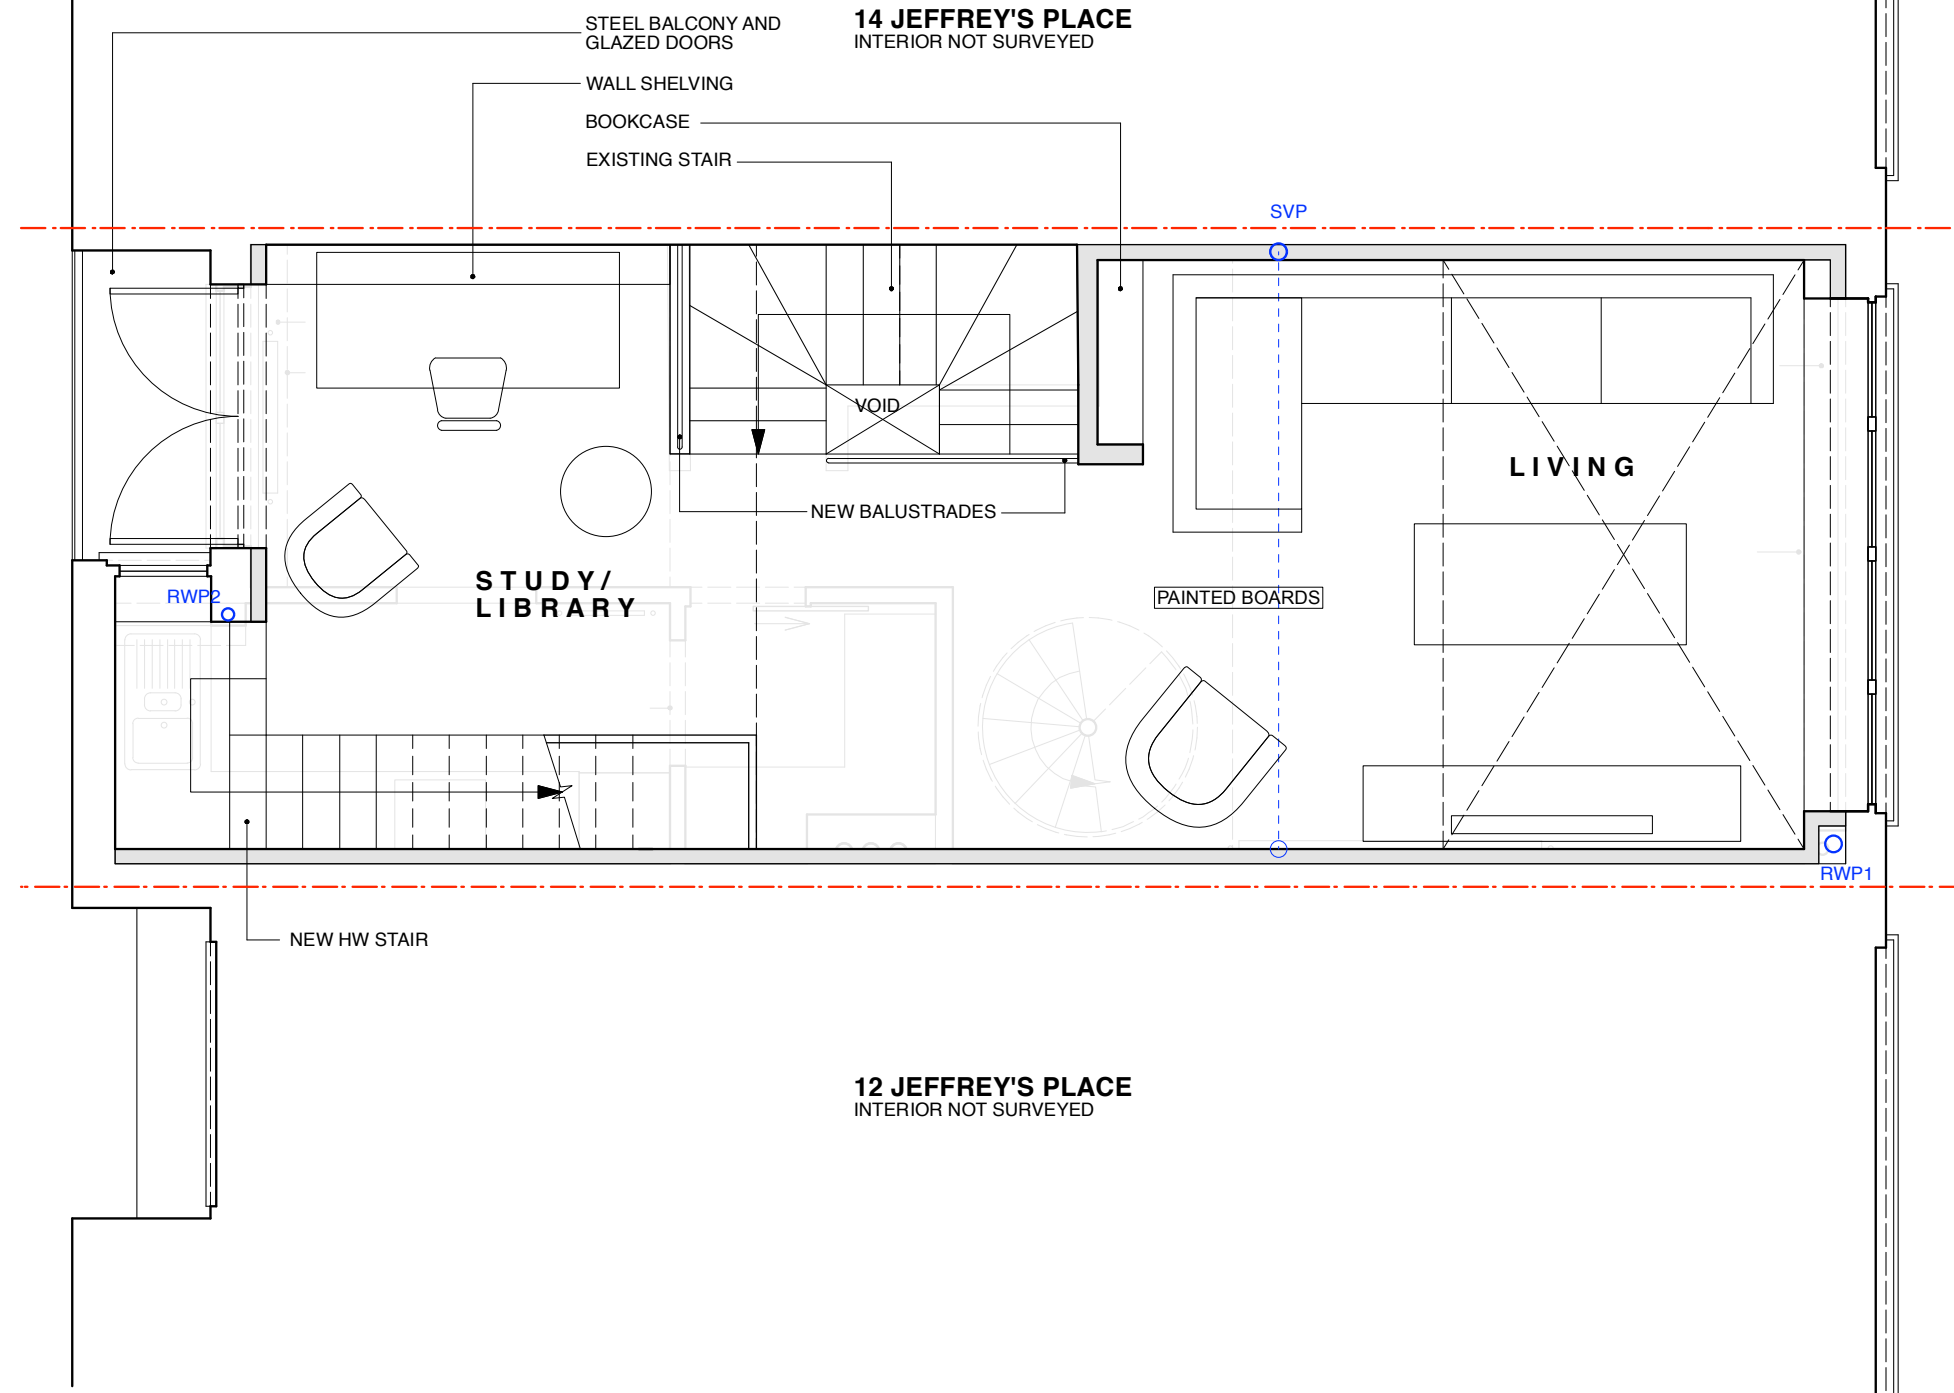 STEEL BALCONY AND
GLAZED DOORS
14 JEFFREY'S PLACE
INTERIOR NOT SURVEYED
WALL SHELVING
BOOKCASE
EXISTING STAIR
SVP
VOID
LIVING
NEW BALUSTRADES
STUDY/
LIBRARY
RWP2
PAINTED BOARDS
RWP1
NEW HW STAIR
12 JEFFREY'S PLACE
INTERIOR NOT SURVEYED